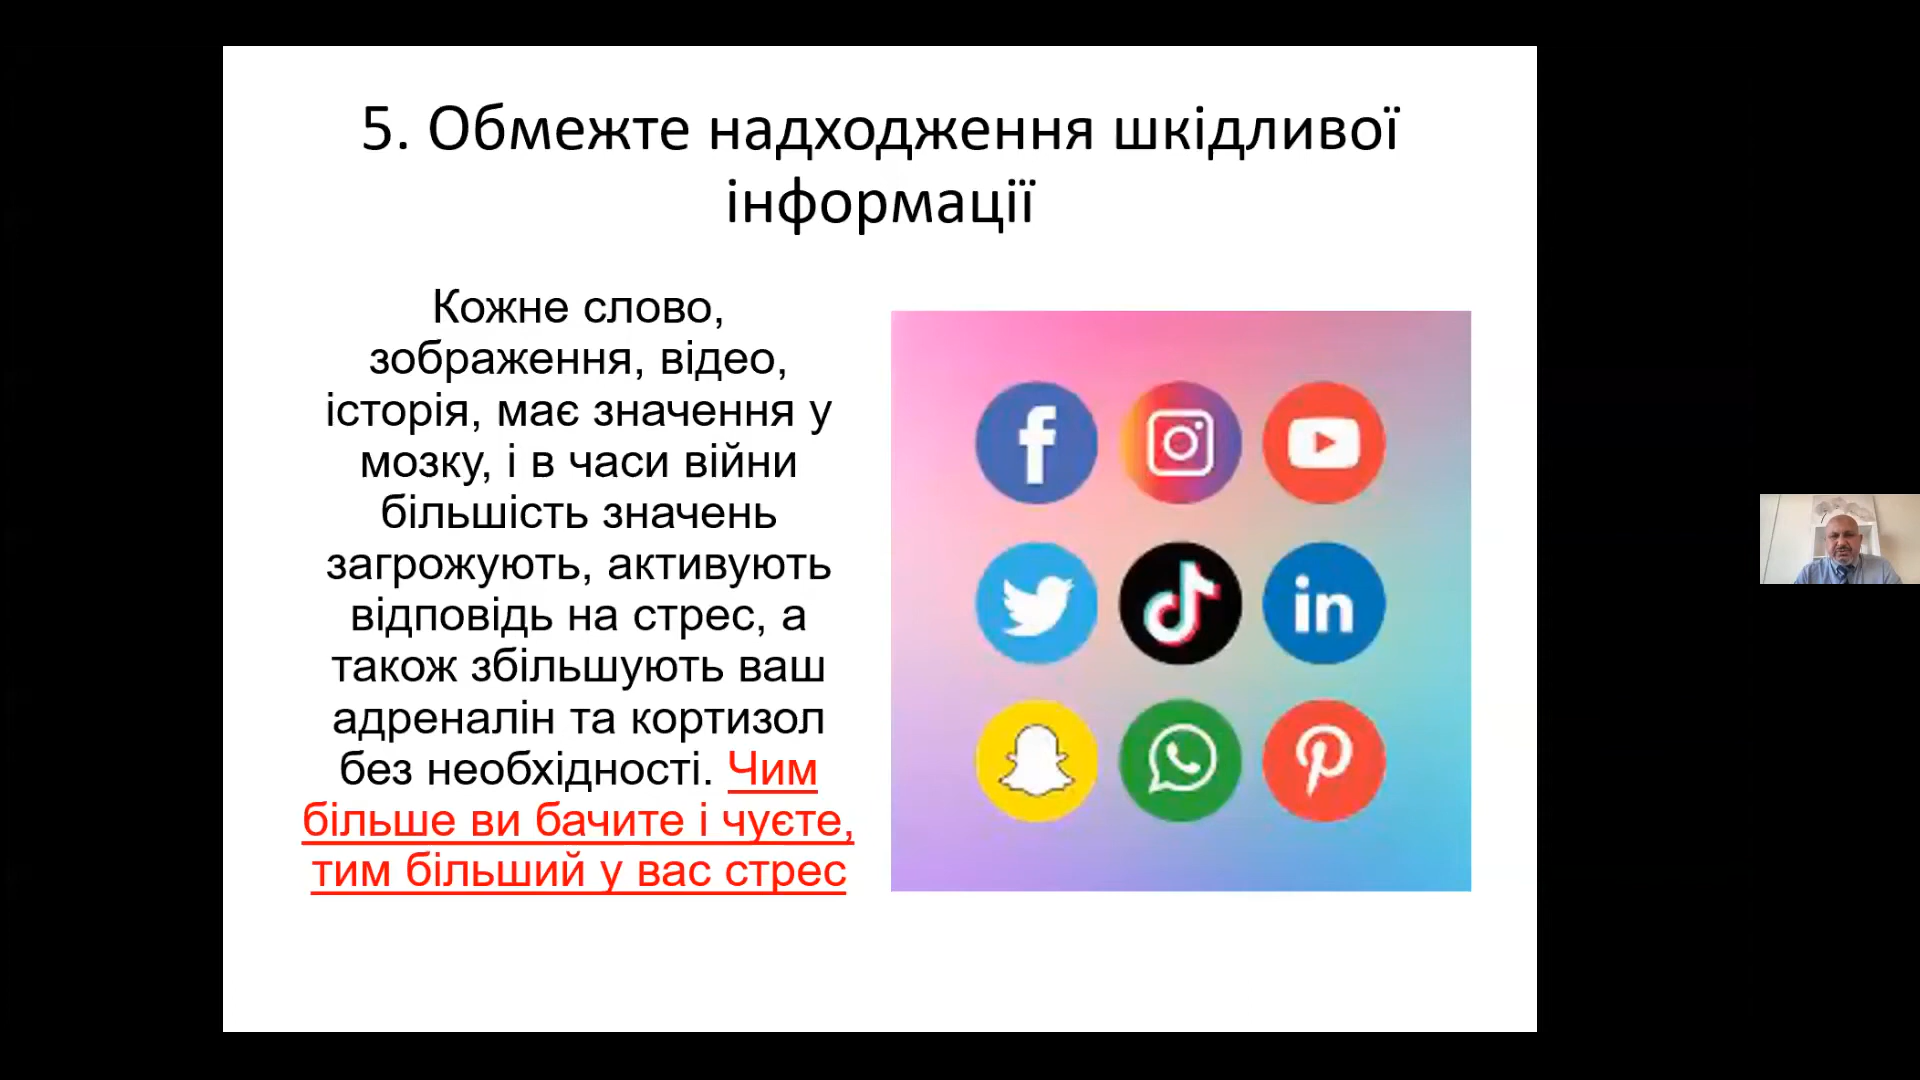 5. Обмежте надходження шкідливої
інформації
Кожне слово,
зображення, відео,
історія, має значення у
мозку, і в часи війни
більшість значень
загрожують, активують
відповідь на стрес, а
також збільшують ваш
адреналін та кортизол
без необхідності. Чим
більше ви бачите і чуєте,
тим більший у вас стрес
f
in